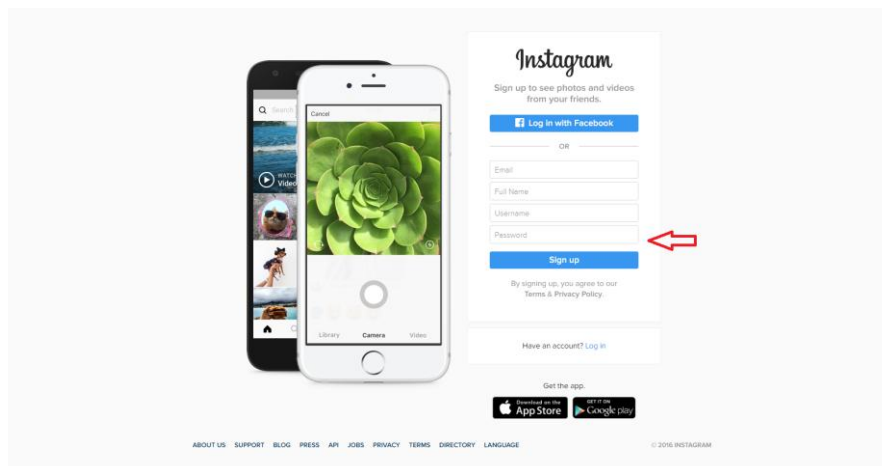 Instagram
Sign up to see photos and videos
from your friends.
Log in with Facebook
OR
Email
Full Name
Username
Password
Sign up
By signing up, you agree to our
Terms & Privacy Policy.
Have an account? Log in
Get the app.
Download on the
App Store
GET IT ON
Google play
Search
WATCH
Video
Cancel
Library Camera Video
ABOUT US SUPPORT BLOG PRESS API JOBS PRIVACY TERMS DIRECTORY LANGUAGE
© 2016 INSTAGRAM